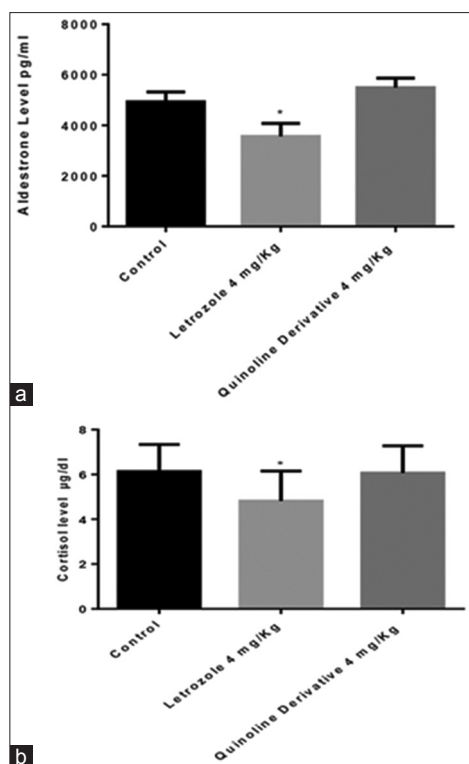 Aldestrone Level pg/ml
8000
6000
4000
2000
0
*
Control
Letrozole 4 mg/Kg
Quinoline Derivative 4 mg/Kg
a
Cortisol level µg/dl
8
6
4
2
0
*
Control
Letrozole 4 mg/Kg
Quinoline Derivative 4 mg/Kg
b